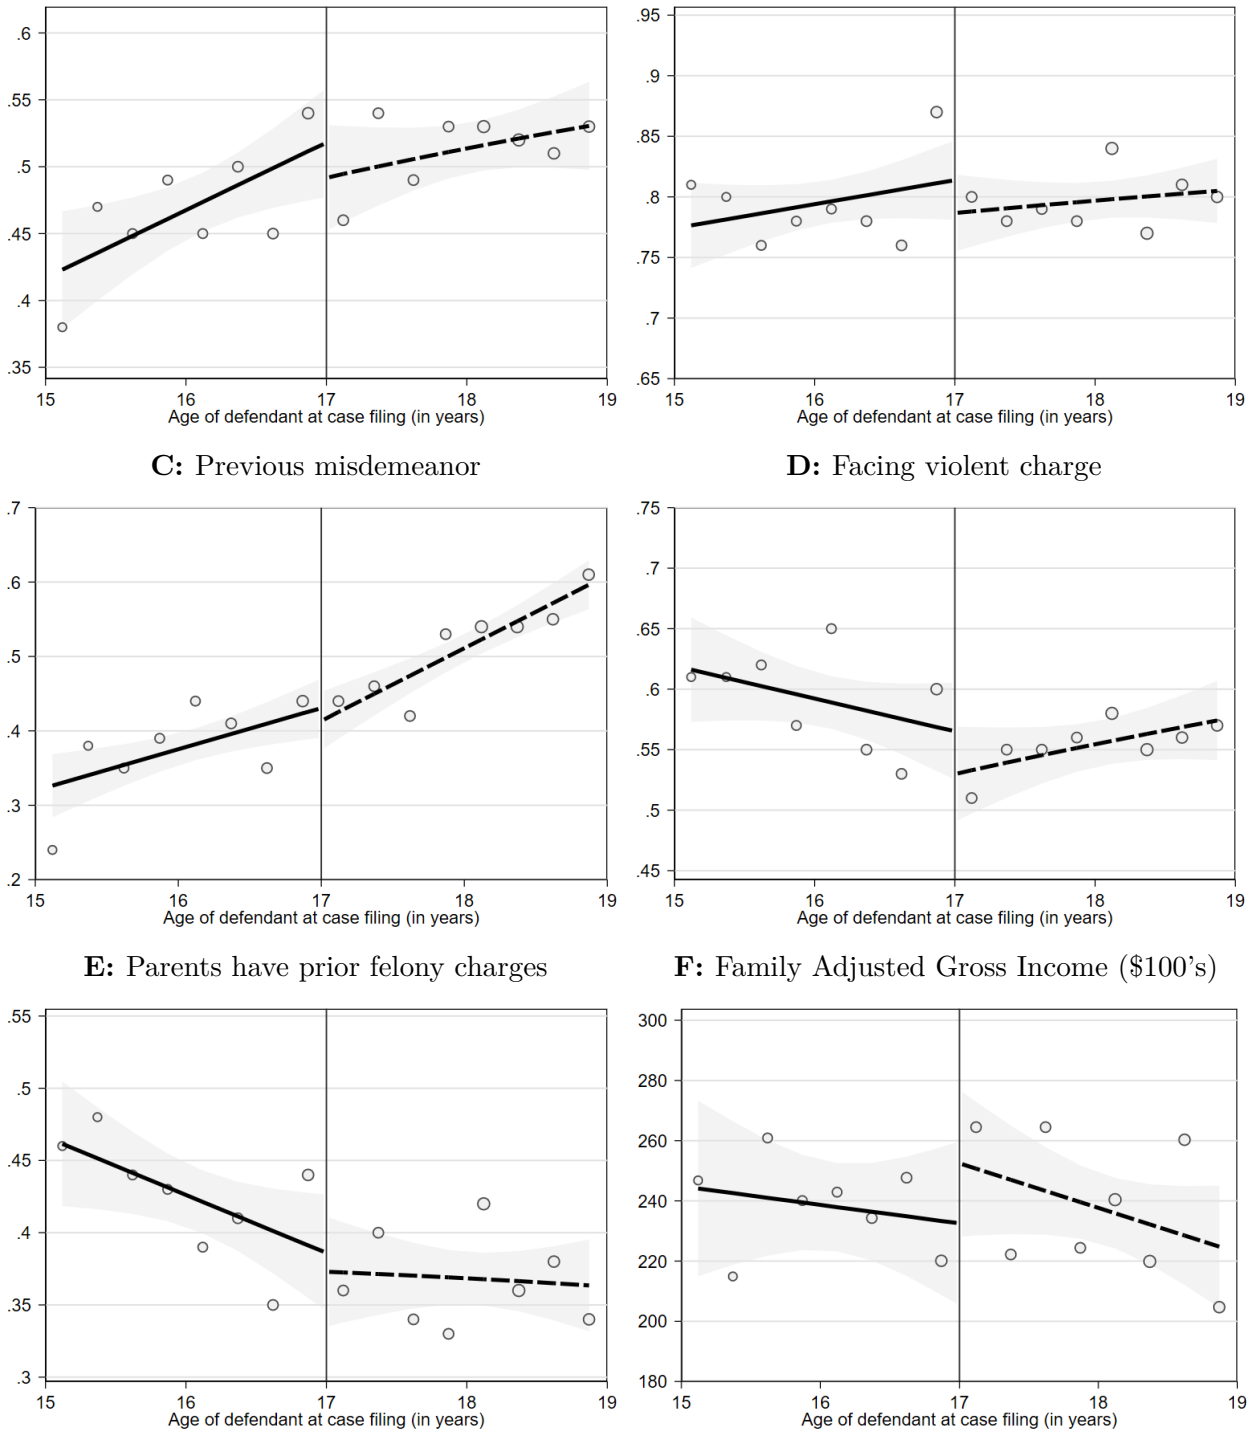 .6
.55
.5
.45
.4
.35
15 16 17 18 19
Age of defendant at case filing (in years)
.95
.9
.85
.8
.75
.7
.65
15 16 17 18 19
Age of defendant at case filing (in years)
C: Previous misdemeanor
D: Facing violent charge
.7
.6
.5
.4
.3
.2
15 16 17 18 19
Age of defendant at case filing (in years)
.75
.7
.65
.6
.55
.5
.45
15 16 17 18 19
Age of defendant at case filing (in years)
E: Parents have prior felony charges
F: Family Adjusted Gross Income ($100's)
.55
.5
.45
.4
.35
.3
15 16 17 18 19
Age of defendant at case filing (in years)
300
280
260
240
220
200
180
15 16 17 18 19
Age of defendant at case filing (in years)